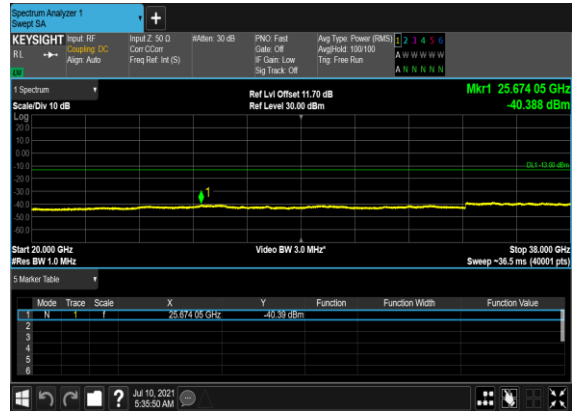 Spectrum Analyzer 1
Swept SA
+
KEYSIGHT Input: RF Input Z: 50 Ω #Atten: 30 dB PNO: Fast Avg Type: Power (RMS) 1 2 3 4 5 6
RL Coupling: DC Corr CCorr Gate: Off Avg|Hold: 100/100 A W W W W W
Align: Auto Freq Ref: Int (S) IF Gain: Low Trig: Free Run
Sig Track: Off A N N N N N
1 Spectrum
Ref Lvl Offset 11.70 dB Mkr1 25.674 05 GHz
Scale/Div 10 dB Ref Level 30.00 dBm -40.388 dBm
Log
20.0
10.0
0.00
-10.0
DL1 -13.00 dBm
-20.0
-30.0
1
-40.0
-50.0
-60.0
Start 20.000 GHz Video BW 3.0 MHz* Stop 38.000 GHz
#Res BW 1.0 MHz Sweep ~36.5 ms (40001 pts)
5 Marker Table
Mode Trace Scale X Y Function Function Width Function Value
1 N 1 f 25.674 05 GHz -40.39 dBm
2
3
4
5
6
? Jul 10, 2021
5:35:50 AM